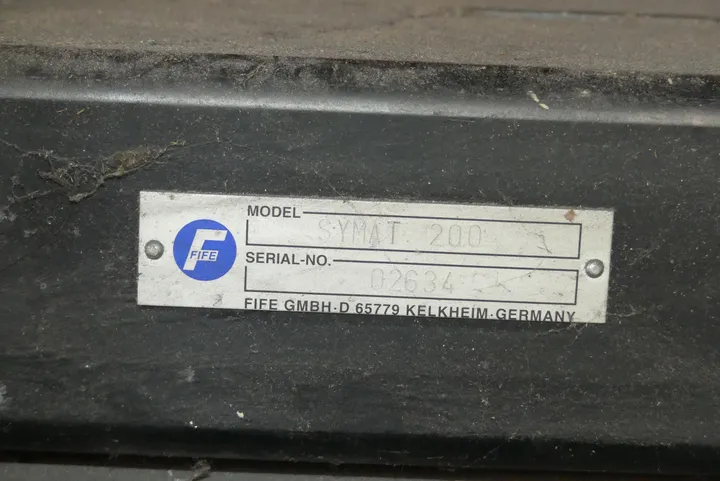 MODEL
SYMAT 200
F
FIFE
SERIAL-NO.
02634
FIFE GMBH·D 65779 KELKHEIM·GERMANY